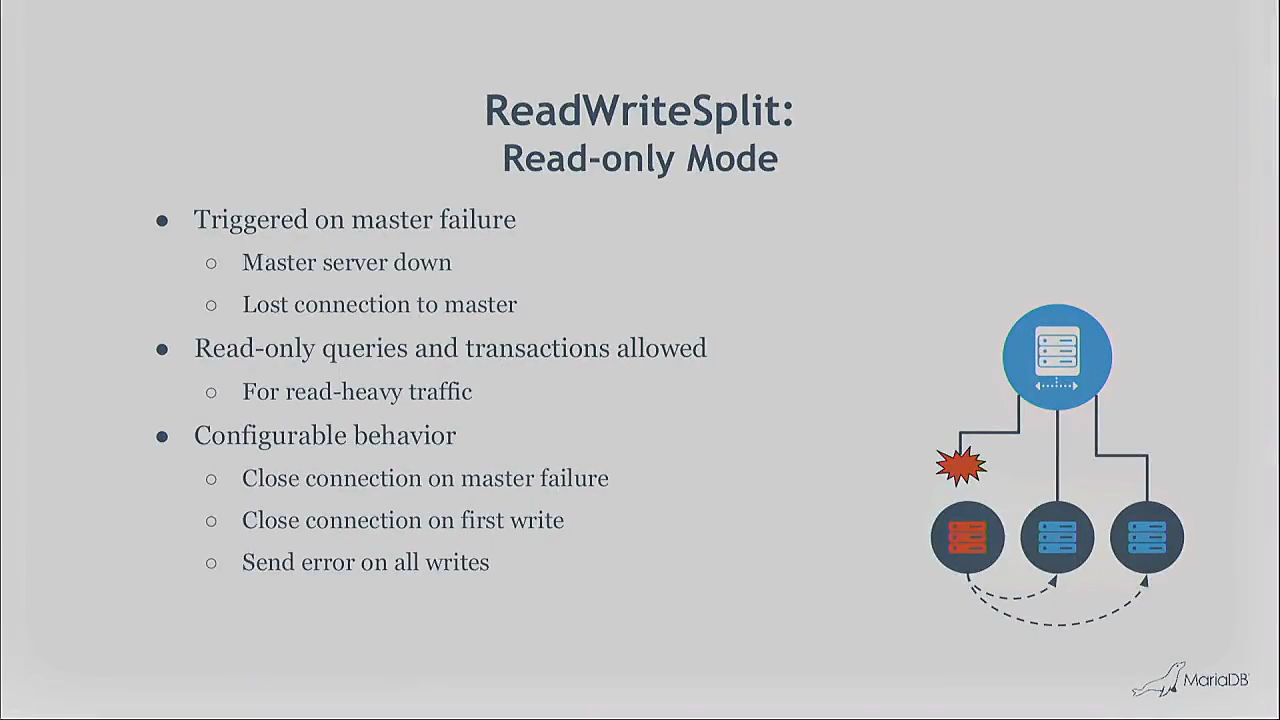 ReadWriteSplit:
Read-only Mode
● Triggered on master failure
○ Master server down
○ Lost connection to master
● Read-only queries and transactions allowed
○ For read-heavy traffic
● Configurable behavior
○ Close connection on master failure
○ Close connection on first write
○ Send error on all writes
MariaDB